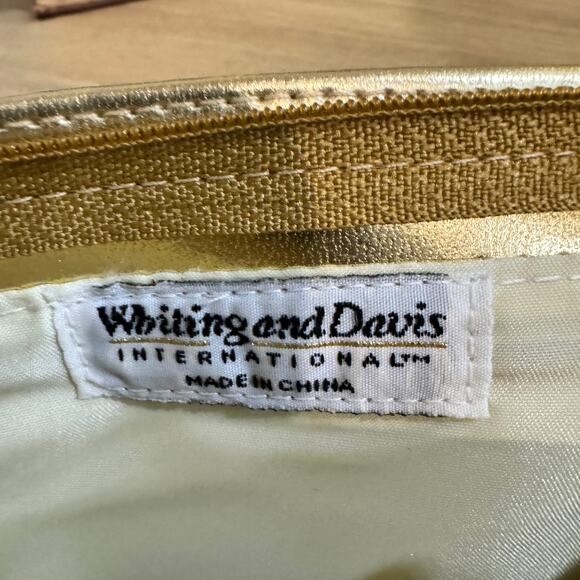 Whiting and Davis
INTERNATIONAL™
MADE IN CHINA